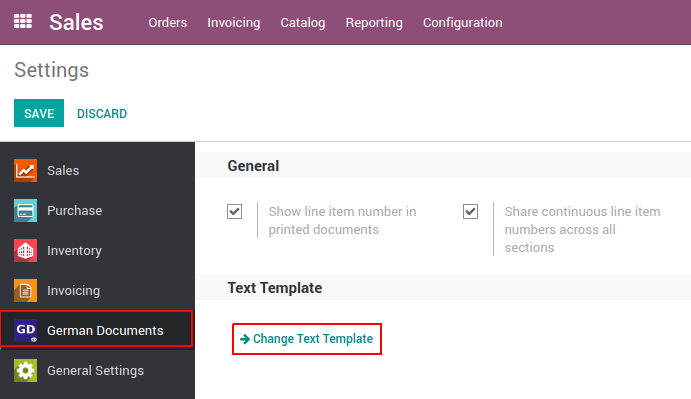 Sales Orders Invoicing Catalog Reporting Configuration
Settings
SAVE DISCARD
Sales
Purchase
Inventory
Invoicing
GD German Documents
General Settings
General
Show line item number in
printed documents
Share continuous line item
numbers across all
sections
Text Template
Change Text Template